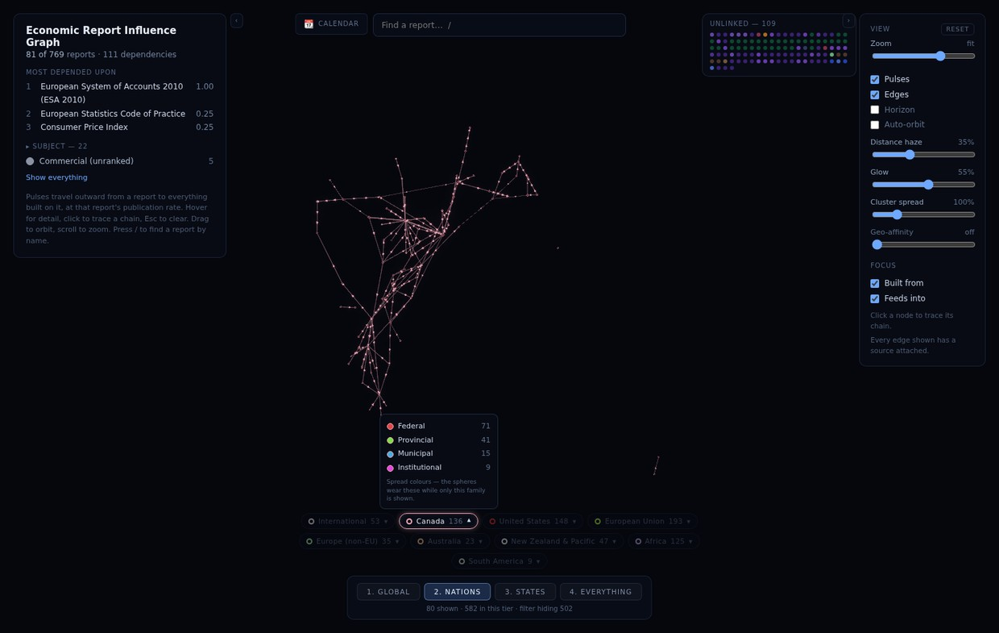 Economic Report Influence
Graph
81 of 769 reports · 111 dependencies
MOST DEPENDED UPON
1 European System of Accounts 2010 1.00
(ESA 2010)
2 European Statistics Code of Practice 0.25
3 Consumer Price Index 0.25
▸ SUBJECT — 22
Commercial (unranked) 5
Show everything
Pulses travel outward from a report to everything
built on it, at that report's publication rate. Hover
for detail, click to trace a chain, Esc to clear. Drag
to orbit, scroll to zoom. Press / to find a report by
name.
‹
📆 CALENDAR
Find a report… /
UNLINKED — 109
›
VIEW RESET
Zoom fit
Pulses
Edges
Horizon
Auto-orbit
Distance haze 35%
Glow 55%
Cluster spread 100%
Geo-affinity off
FOCUS
Built from
Feeds into
Click a node to trace its
chain.
Every edge shown has a
source attached.
Federal 71
Provincial 41
Municipal 15
Institutional 9
Spread colours — the spheres
wear these while only this family
is shown.
International 53 ▾ Canada 136 ▴ United States 148 ▾ European Union 193 ▾
Europe (non-EU) 35 ▾ Australia 23 ▾ New Zealand & Pacific 47 ▾ Africa 125 ▾
South America 9 ▾
1. GLOBAL 2. NATIONS 3. STATES 4. EVERYTHING
80 shown · 582 in this tier · filter hiding 502